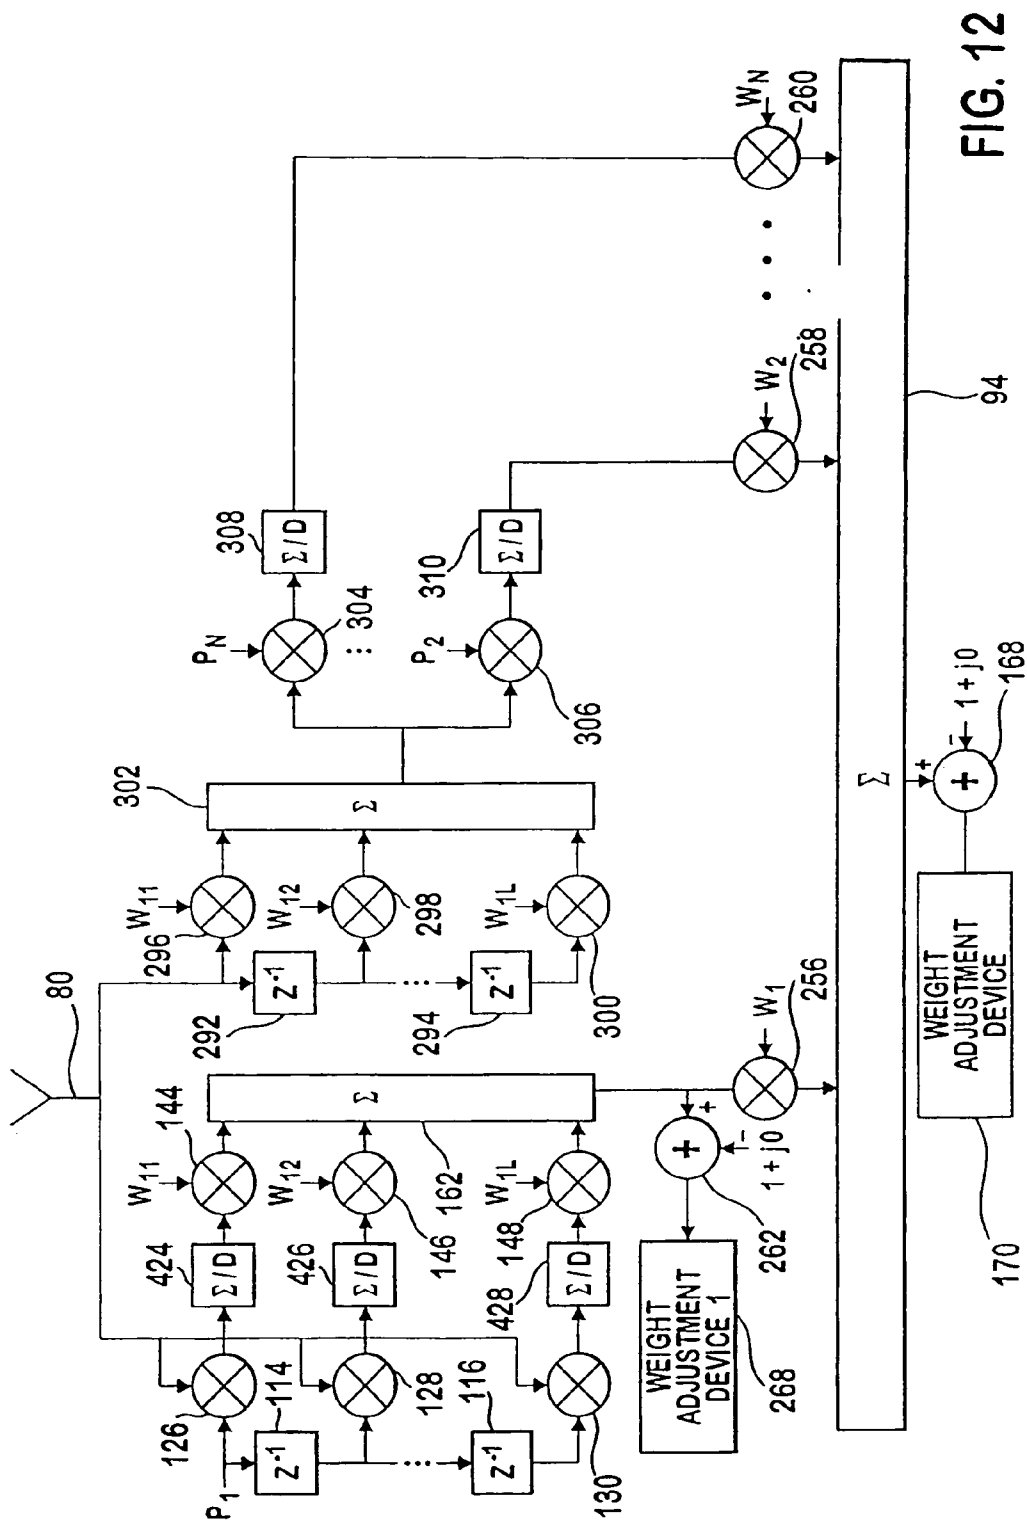 80
144
W11
424
126
P1
114
Z-1
Σ/D
W12
Σ
146
162
426
Σ/D
128
116
Z-1
W1L
148
428
Σ/D
130
W11
296
292
Z-1
W12
298
294
Z-1
W1L
300
302
Σ
PN
304
308
Σ/D
P2
306
310
Σ/D
+
+
−
1 + j0
262
WEIGHT
ADJUSTMENT
DEVICE 1
268
W1
256
W2
258
WN
260
Σ
94
+
+
−
1 + j0
168
WEIGHT
ADJUSTMENT
DEVICE
170
FIG. 12